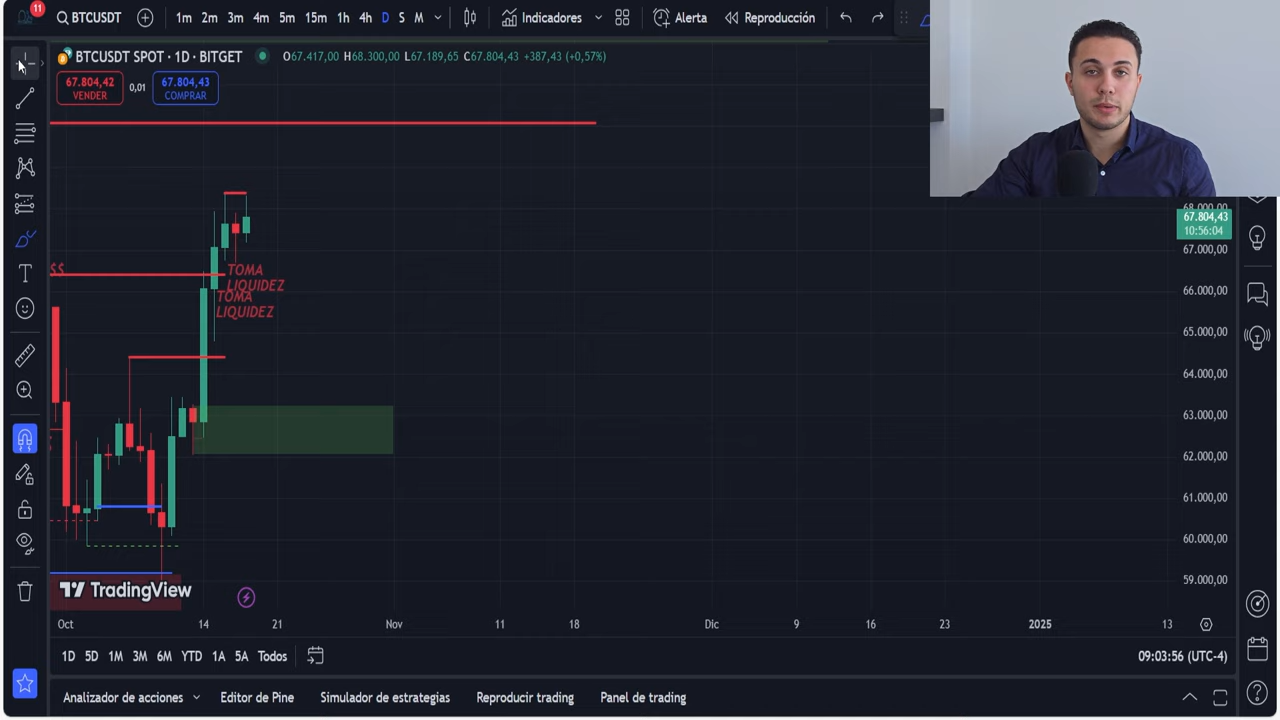 11
BTCUSDT
1m 2m 3m 4m 5m 15m 1h 4h D S M
Indicadores
Alerta
Reproducción
BTCUSDT SPOT · 1D · BITGET
O67.417,00 H68.300,00 L67.189,65 C67.804,43 +387,43 (+0,57%)
67.804,42
VENDER
0,01
67.804,43
COMPRAR
68.000,00
67.804,43
10:56:04
67.000,00
66.000,00
65.000,00
64.000,00
63.000,00
62.000,00
61.000,00
60.000,00
59.000,00
$$
TOMA
LIQUIDEZ
TOMA
LIQUIDEZ
TradingView
Oct 14 21 Nov 11 18 Dic 9 16 23 2025 13
1D 5D 1M 3M 6M YTD 1A 5A Todos
09:03:56 (UTC-4)
Analizador de acciones
Editor de Pine
Simulador de estrategias
Reproducir trading
Panel de trading